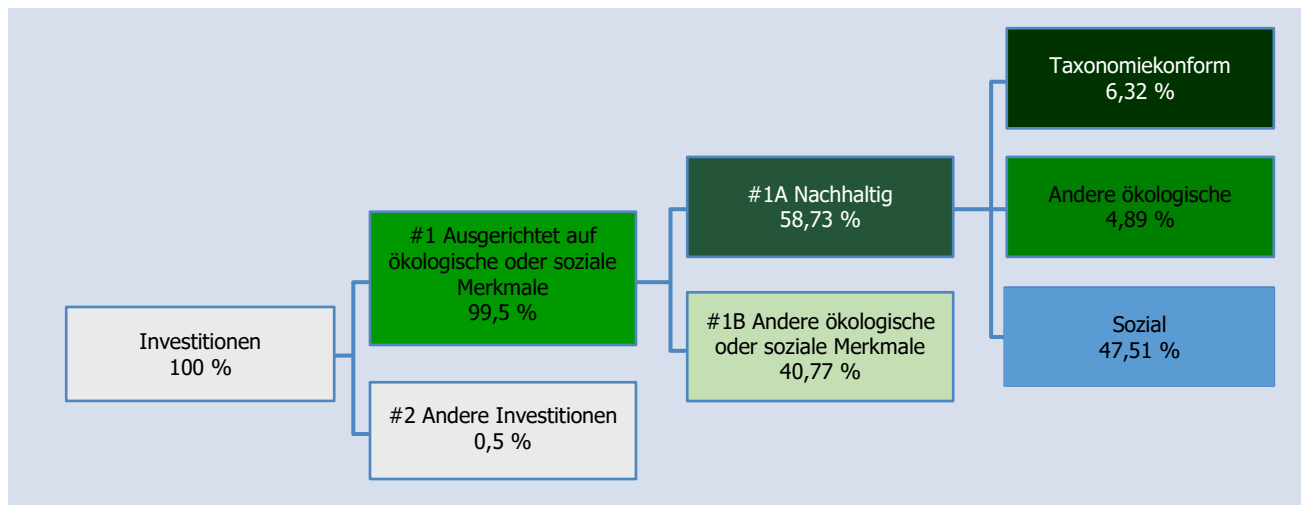 Investitionen
100 %
#1 Ausgerichtet auf
ökologische oder soziale
Merkmale
99,5 %
#2 Andere Investitionen
0,5 %
#1A Nachhaltig
58,73 %
#1B Andere ökologische
oder soziale Merkmale
40,77 %
Taxonomiekonform
6,32 %
Andere ökologische
4,89 %
Sozial
47,51 %